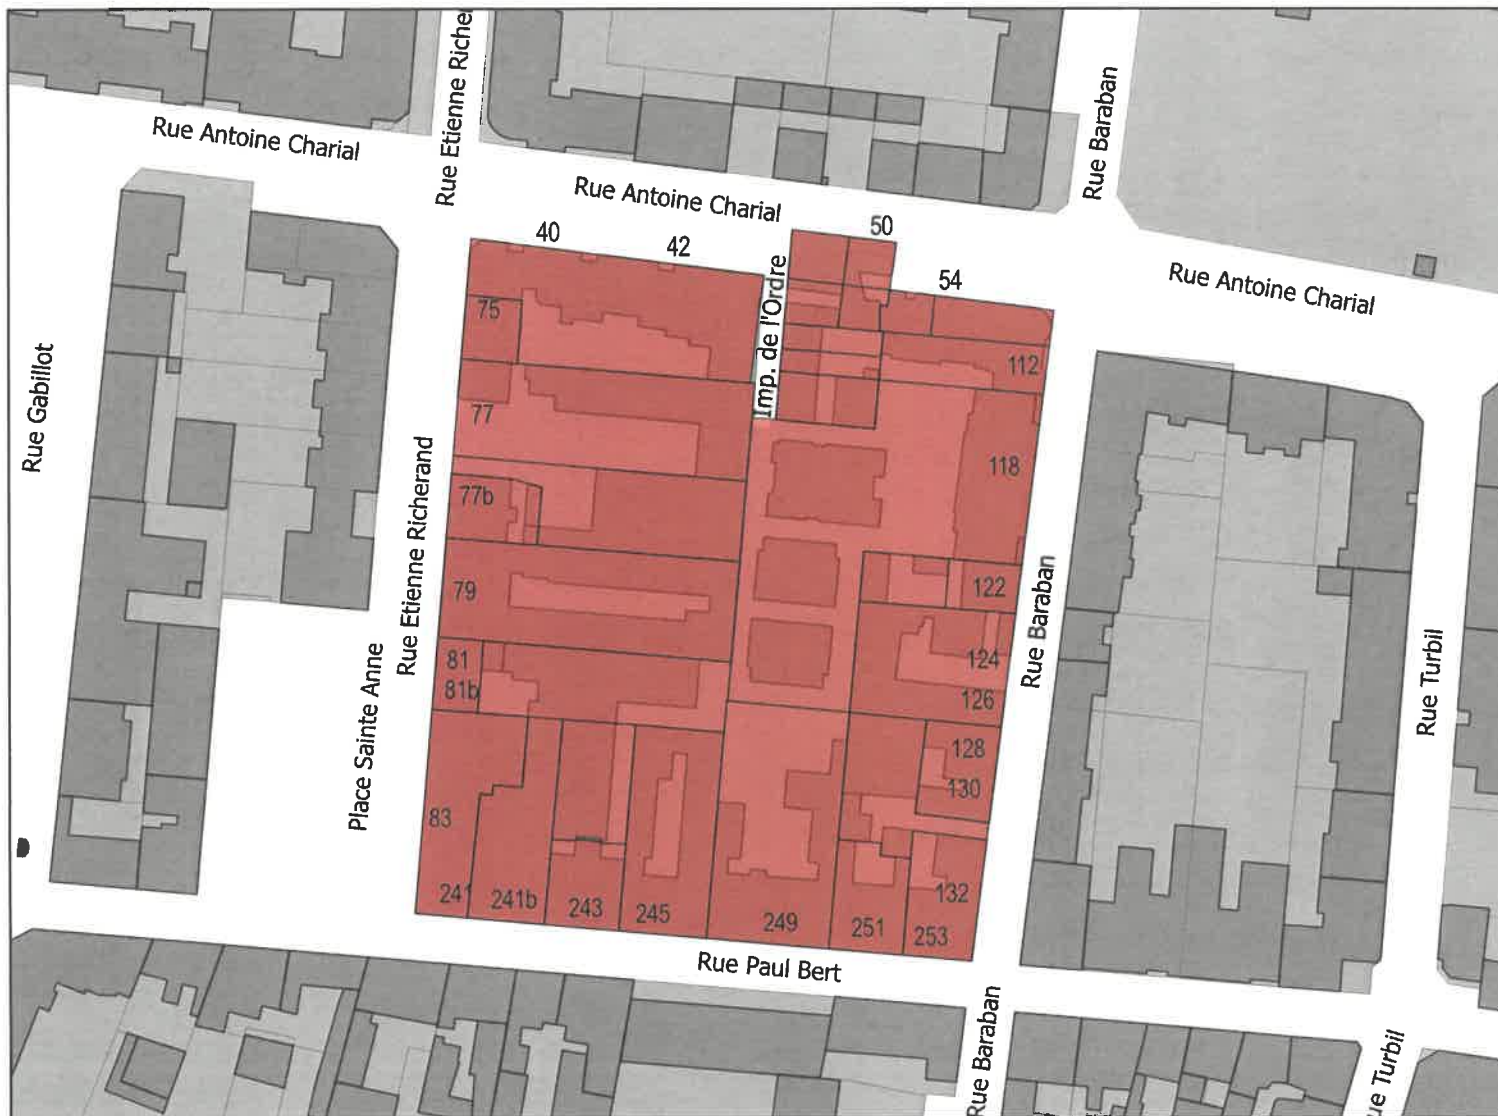 Rue Etienne Richer
Rue Antoine Charial
Rue Antoine Charial
Rue Baraban
Rue Antoine Charial
40
42
50
54
Imp. de l'Ordre
75
77
77b
79
81
81b
83
112
118
122
124
126
128
130
132
241
241b
243
245
249
251
253
Rue Gabillot
Rue Etienne Richerand
Place Sainte Anne
Rue Baraban
Rue Turbil
Rue Paul Bert
Rue Baraban
ue Turbil